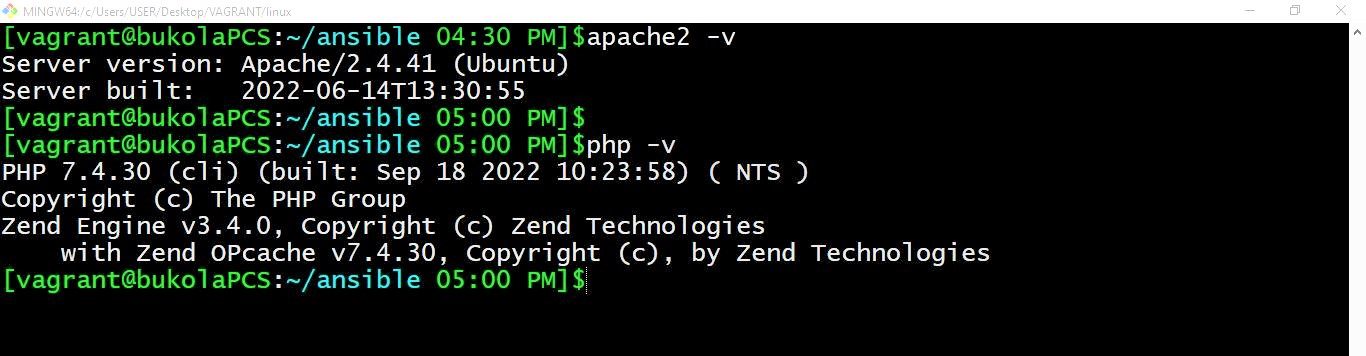 MINGW64:/c/Users/USER/Desktop/VAGRANT/linux
[vagrant@bukolaPCS:~/ansible 04:30 PM]$apache2 -v
Server version: Apache/2.4.41 (Ubuntu)
Server built:   2022-06-14T13:30:55
[vagrant@bukolaPCS:~/ansible 05:00 PM]$
[vagrant@bukolaPCS:~/ansible 05:00 PM]$php -v
PHP 7.4.30 (cli) (built: Sep 18 2022 10:23:58) ( NTS )
Copyright (c) The PHP Group
Zend Engine v3.4.0, Copyright (c) Zend Technologies
    with Zend OPcache v7.4.30, Copyright (c), by Zend Technologies
[vagrant@bukolaPCS:~/ansible 05:00 PM]$